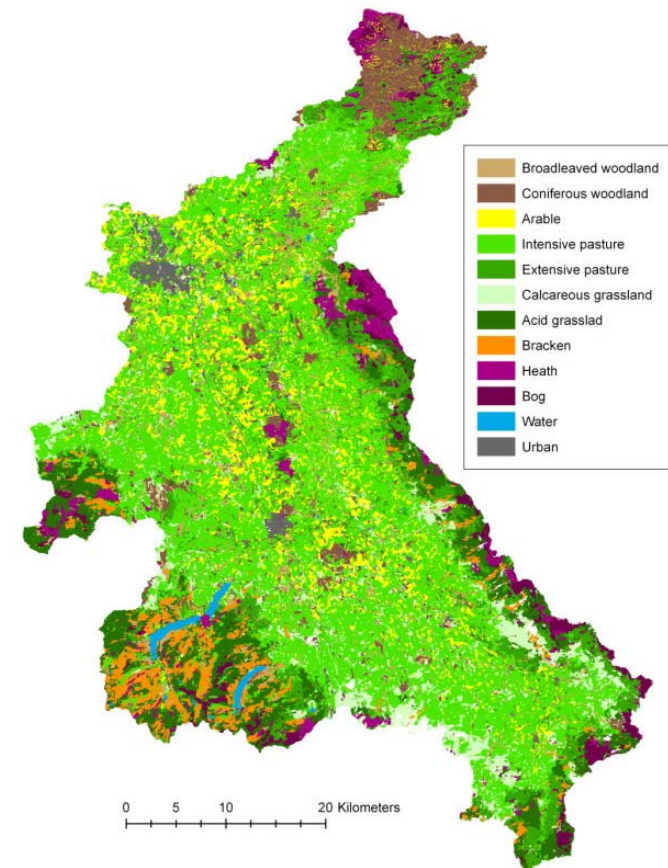 Broadleaved woodland
Coniferous woodland
Arable
Intensive pasture
Extensive pasture
Calcareous grassland
Acid grasslad
Bracken
Heath
Bog
Water
Urban
0 5 10 20 Kilometers